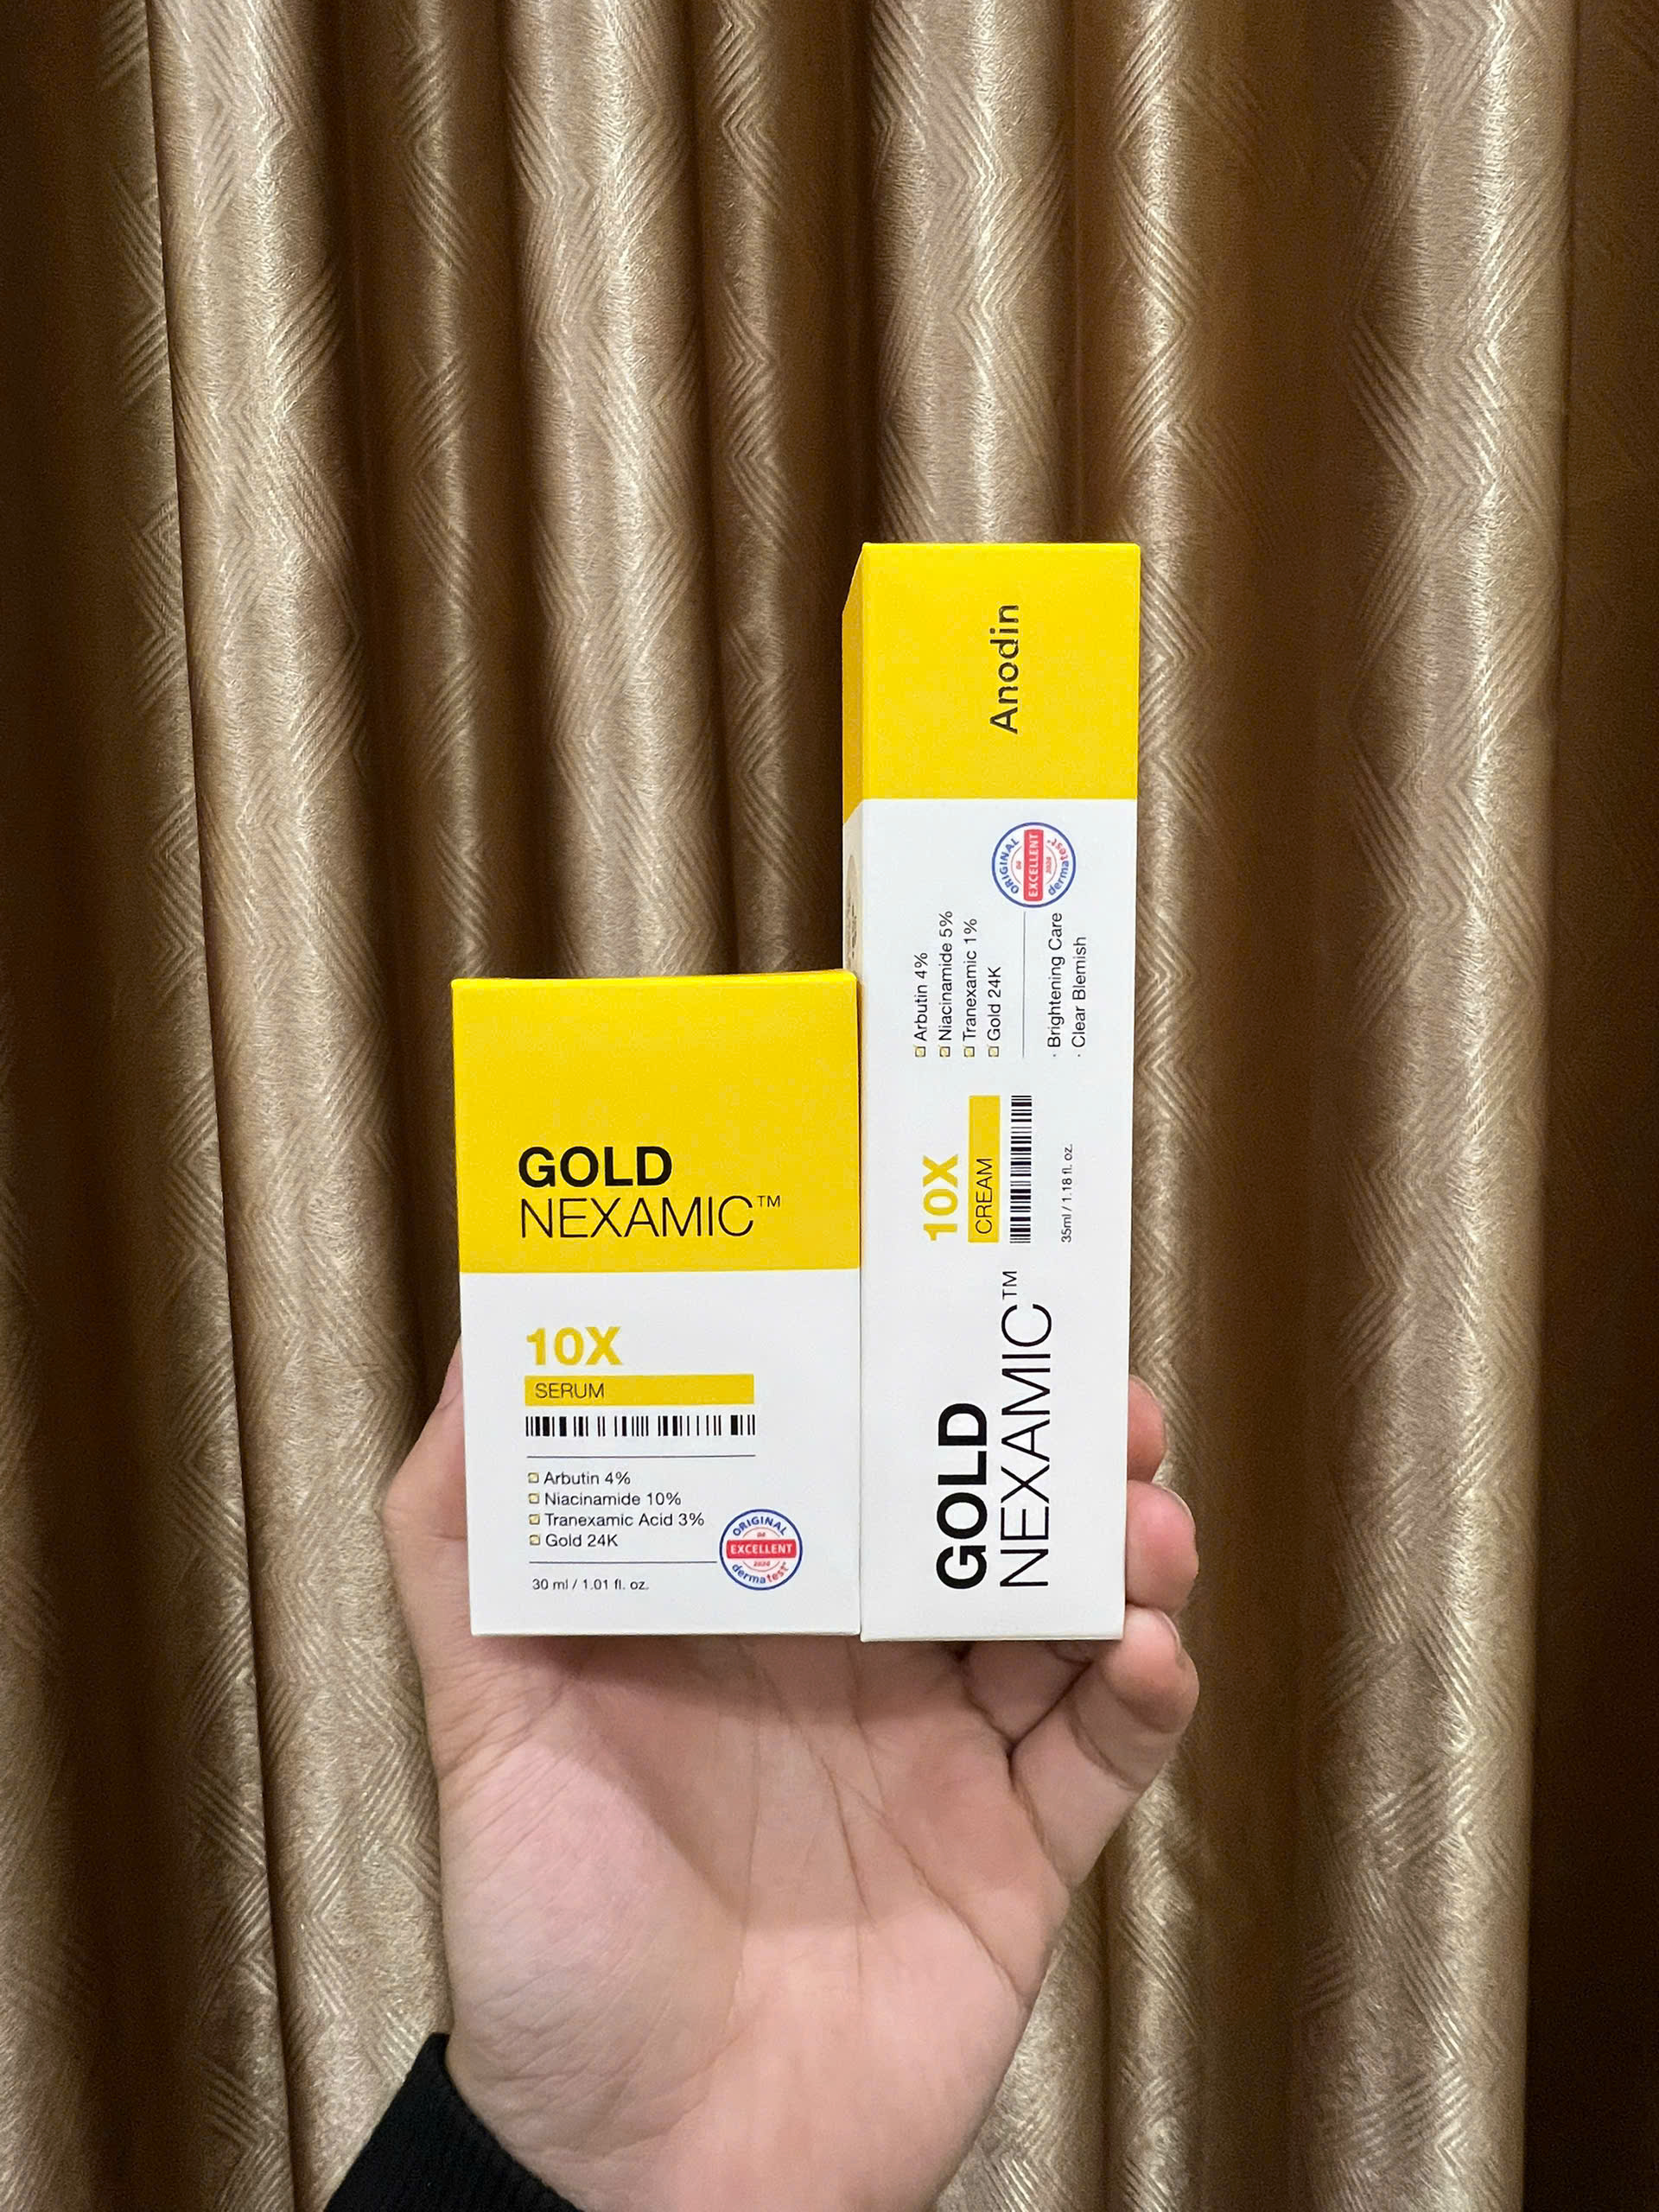 GOLD
NEXAMIC™
10X
SERUM
Arbutin 4%
Niacinamide 10%
Tranexamic Acid 3%
Gold 24K
30 ml / 1.01 fl. oz.
ORIGINAL
EXCELLENT
dermatest®
GOLD
NEXAMIC™
10X
CREAM
35ml / 1.18 fl. oz.
Arbutin 4%
Niacinamide 5%
Tranexamic 1%
Gold 24K
· Brightening Care
· Clear Blemish
ORIGINAL
EXCELLENT
dermatest®
Anodin